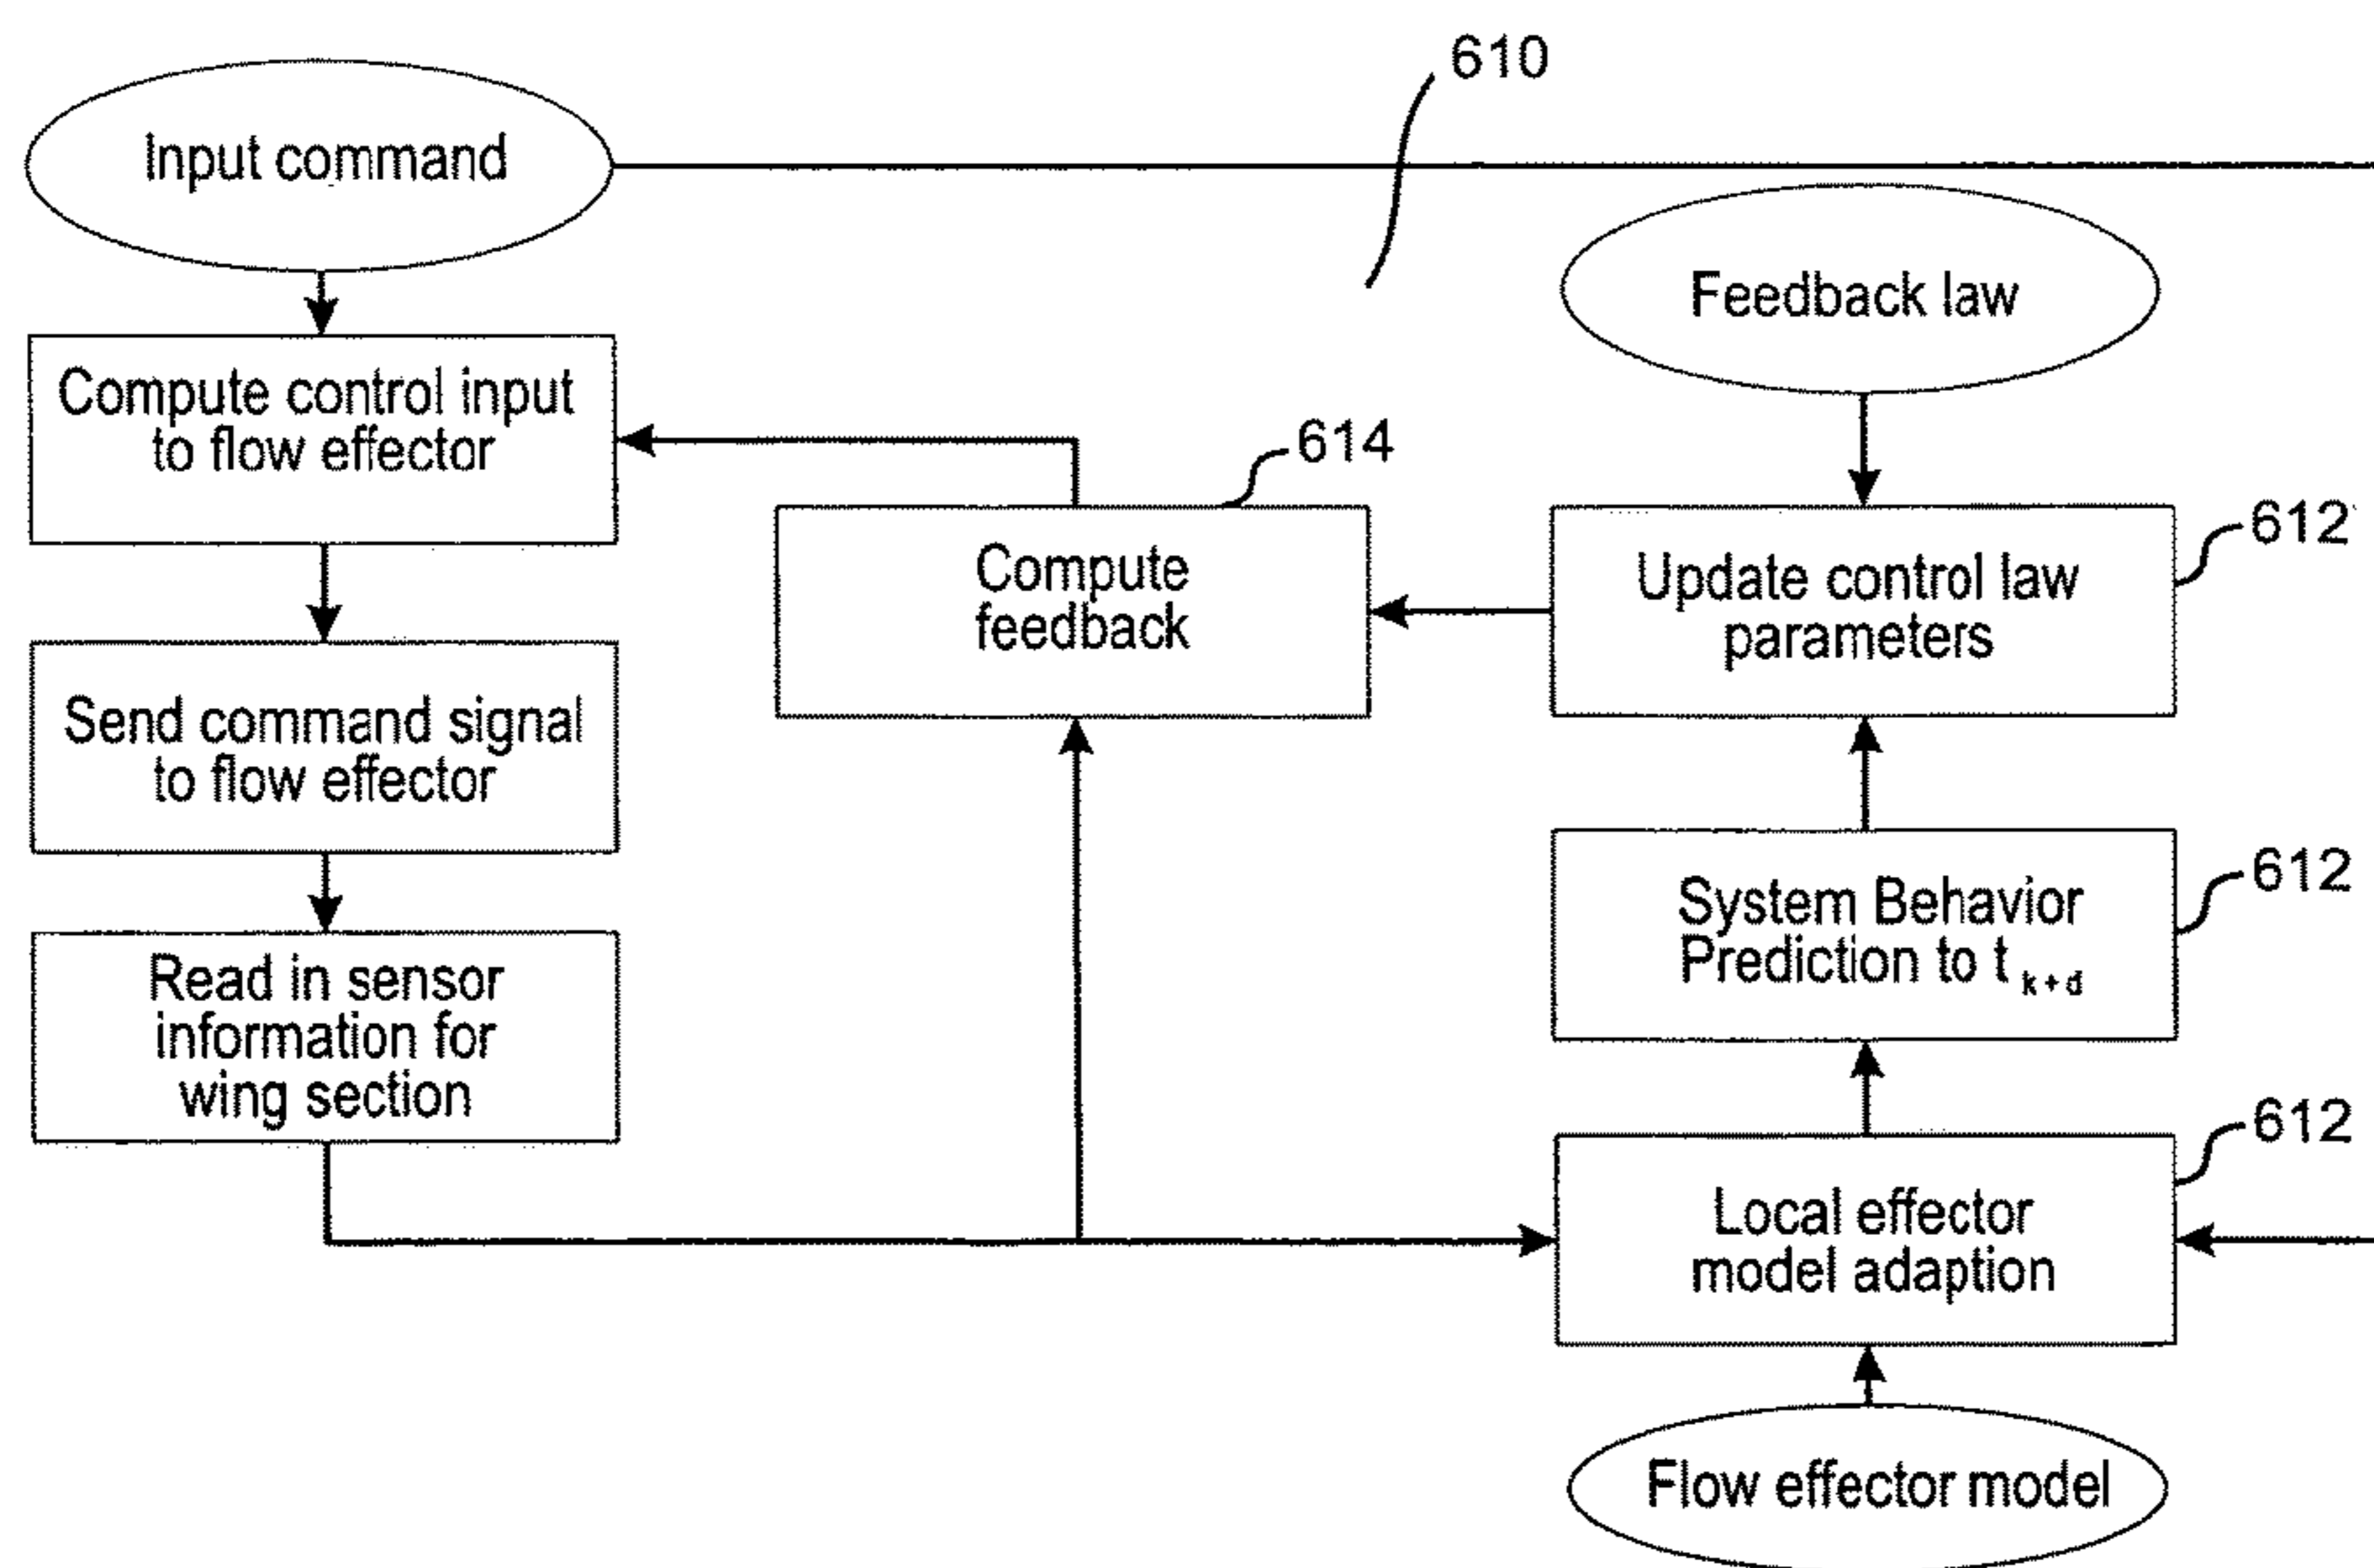 610
Input command
Feedback law
Compute control input
to flow effector
614
612
Compute
feedback
Update control law
parameters
Send command signal
to flow effector
612
System Behavior
Prediction to t k + d
Read in sensor
information for
wing section
612
Local effector
model adaption
Flow effector model